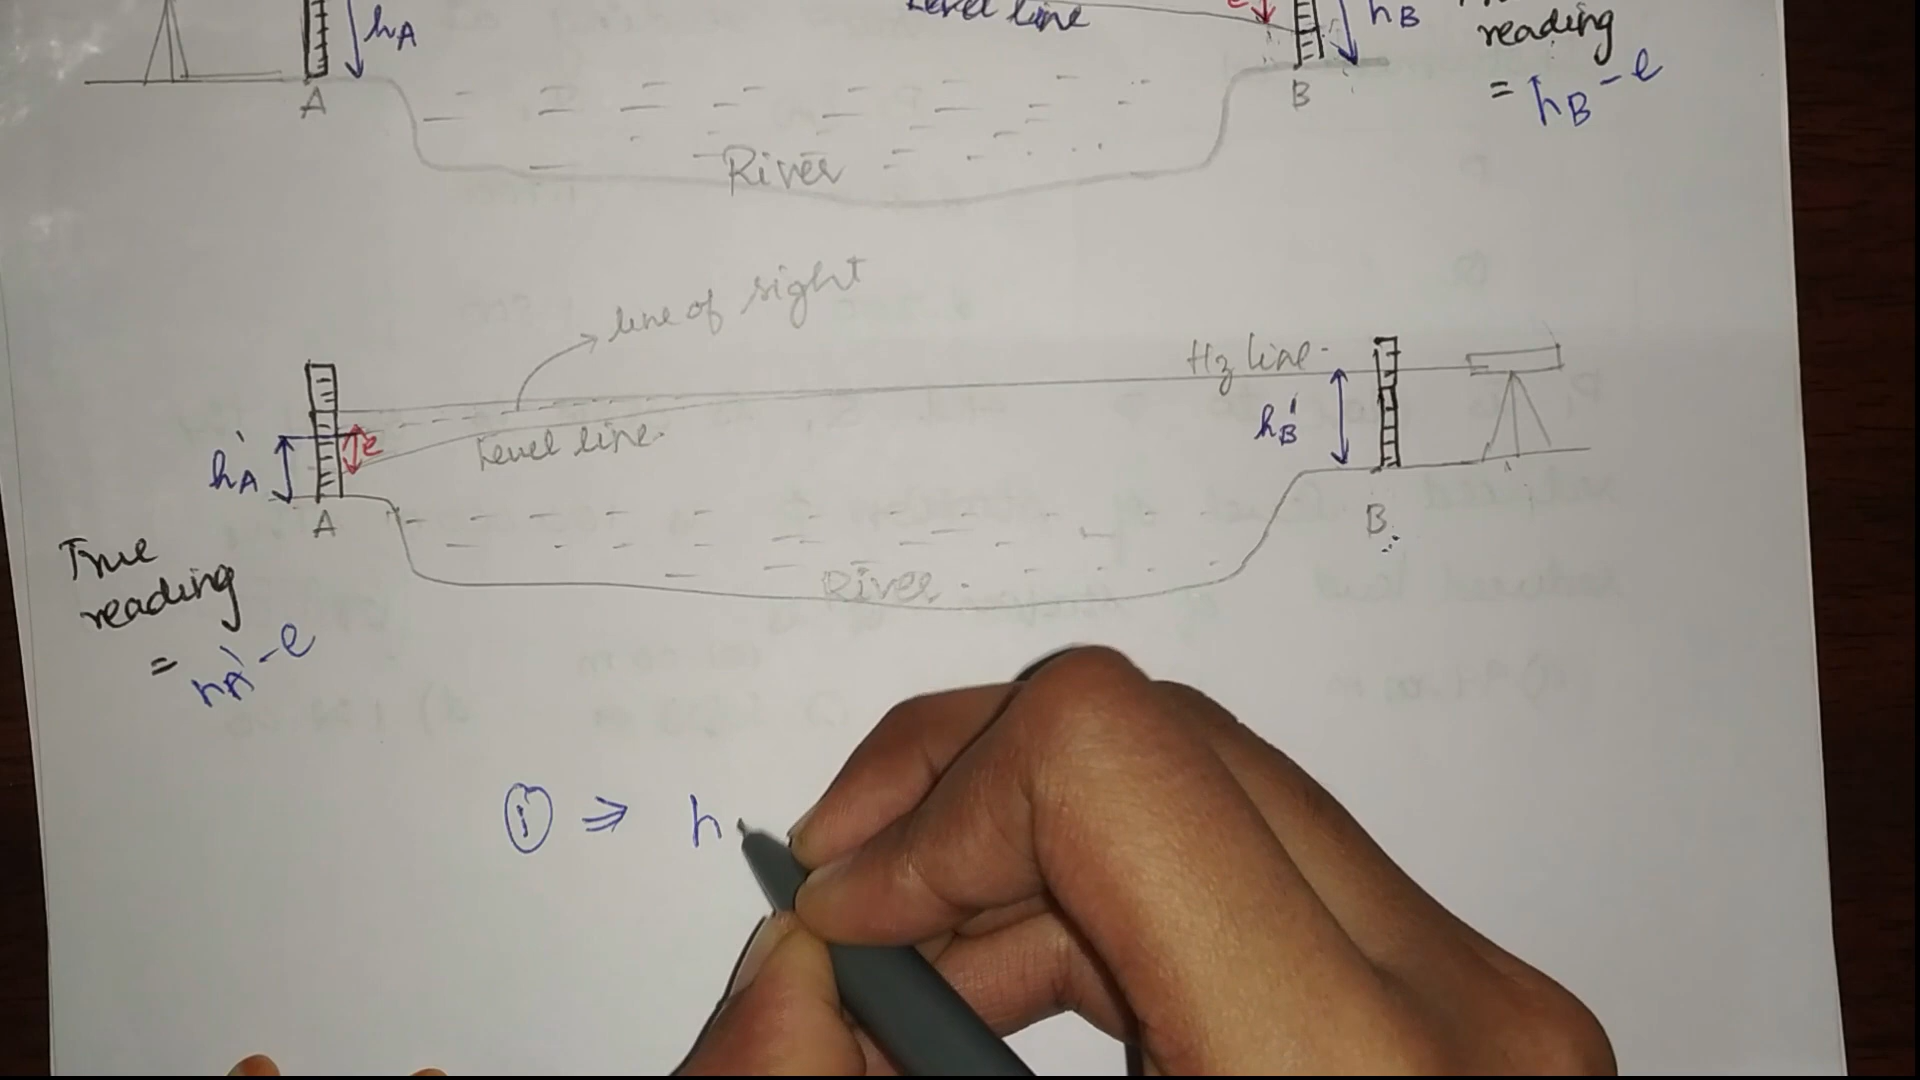 hA
Level line
e
hB
reading
= hB - e
A
B
River
line of sight
Hz line
hA'
e
Level line
hB'
A
B
True
reading
= hA' - e
River
① ⇒ h